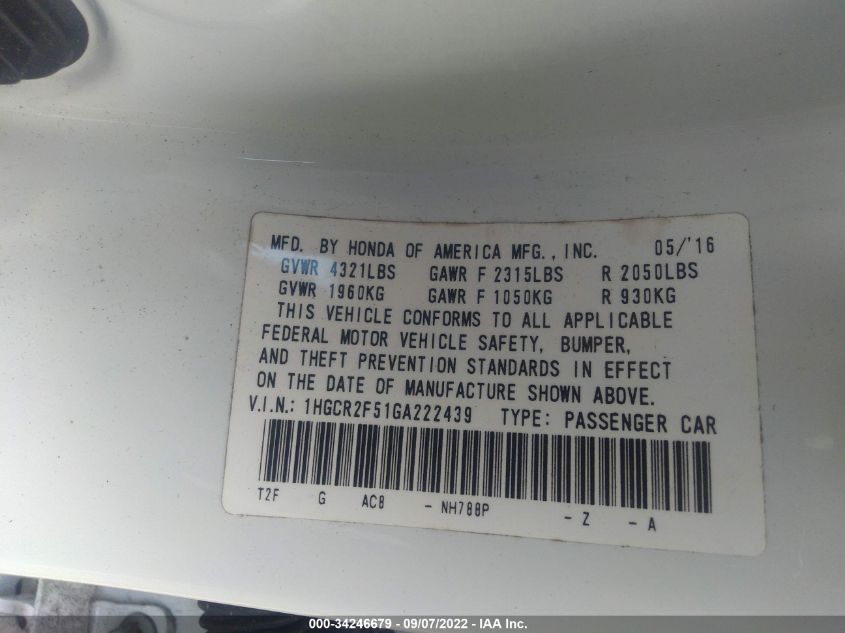 MFD. BY HONDA OF AMERICA MFG., INC. 05/'16
GVWR 4321LBS GAWR F 2315LBS R 2050LBS
GVWR 1960KG GAWR F 1050KG R 930KG
THIS VEHICLE CONFORMS TO ALL APPLICABLE
FEDERAL MOTOR VEHICLE SAFETY, BUMPER,
AND THEFT PREVENTION STANDARDS IN EFFECT
ON THE DATE OF MANUFACTURE SHOWN ABOVE.
V.I.N.: 1HGCR2F51GA222439 TYPE: PASSENGER CAR
T2F G AC8 - NH788P - Z - A
000-34246679 - 09/07/2022 - IAA Inc.